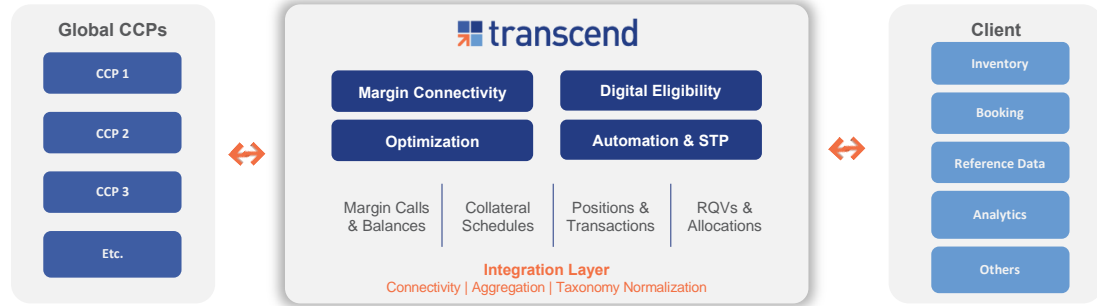 Global CCPs
CCP 1
CCP 2
CCP 3
Etc.
transcend
Margin Connectivity
Digital Eligibility
Optimization
Automation & STP
Margin Calls
& Balances
Collateral
Schedules
Positions &
Transactions
RQVs &
Allocations
Integration Layer
Connectivity | Aggregation | Taxonomy Normalization
Client
Inventory
Booking
Reference Data
Analytics
Others